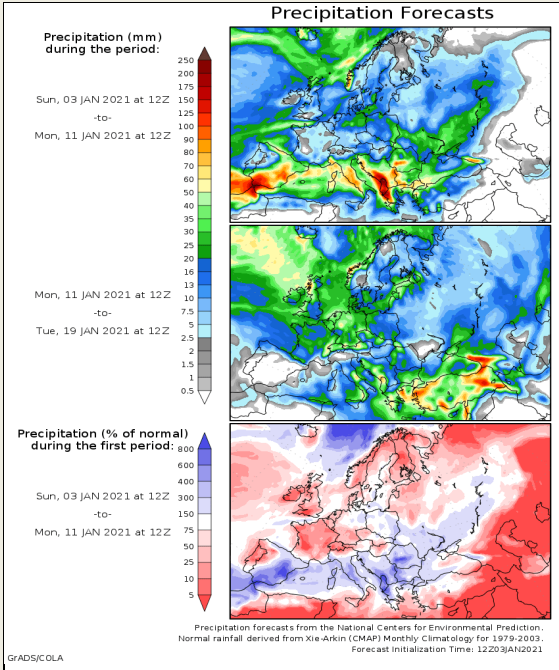 Precipitation Forecasts
Precipitation (mm)
during the period:
Sun, 03 JAN 2021 at 12Z
-to-
Mon, 11 JAN 2021 at 12Z
250
200
175
150
125
100
90
80
70
60
50
40
35
30
25
20
16
13
10
7.5
5
2.5
2
1.5
1
0.5
Mon, 11 JAN 2021 at 12Z
-to-
Tue, 19 JAN 2021 at 12Z
Precipitation (% of normal)
during the first period:
Sun, 03 JAN 2021 at 12Z
-to-
Mon, 11 JAN 2021 at 12Z
800
600
400
300
150
75
50
25
10
5
Precipitation forecasts from the National Centers for Environmental Prediction.
Normal rainfall derived from Xie-Arkin (CMAP) Monthly Climatology for 1979-2003.
Forecast Initialization Time: 12Z03JAN2021
GrADS/COLA